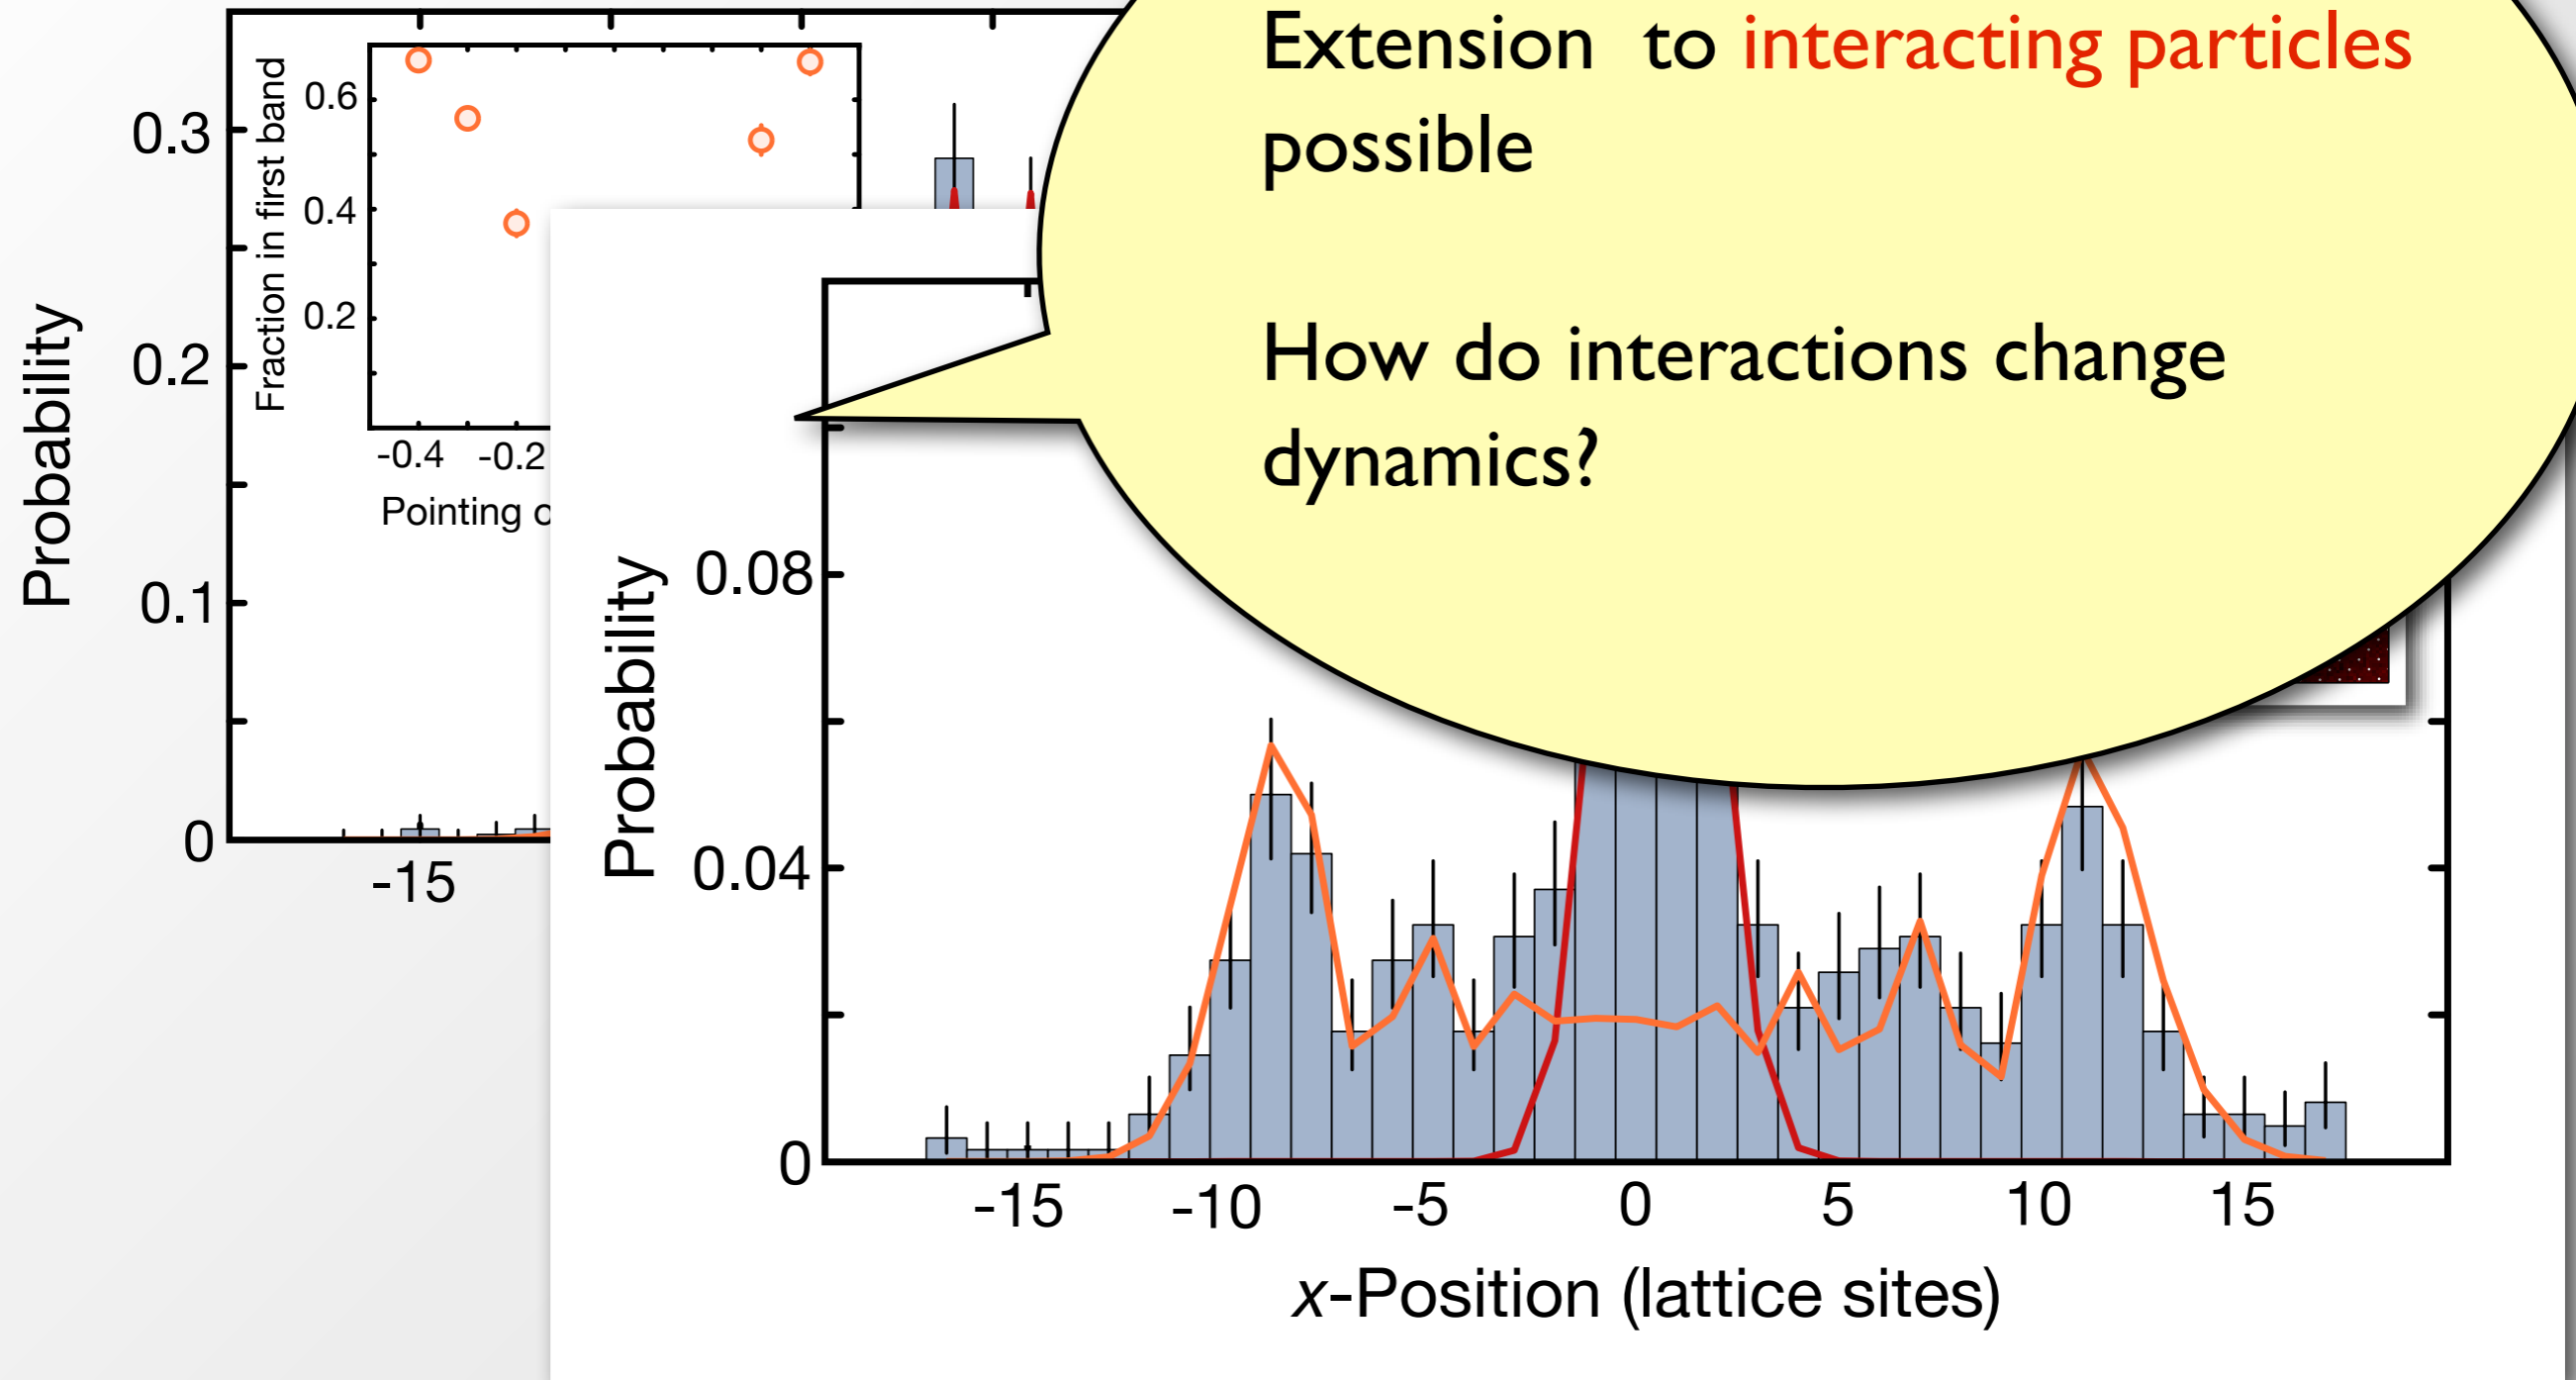 Extension to interacting particles
possible
How do interactions change
dynamics?
Probability
0.3
0.2
0.1
0
-15
Fraction in first band
0.6
0.4
0.2
-0.4 -0.2
Pointing
Probability
0.08
0.04
0
-15 -10 -5 0 5 10 15
x-Position (lattice sites)